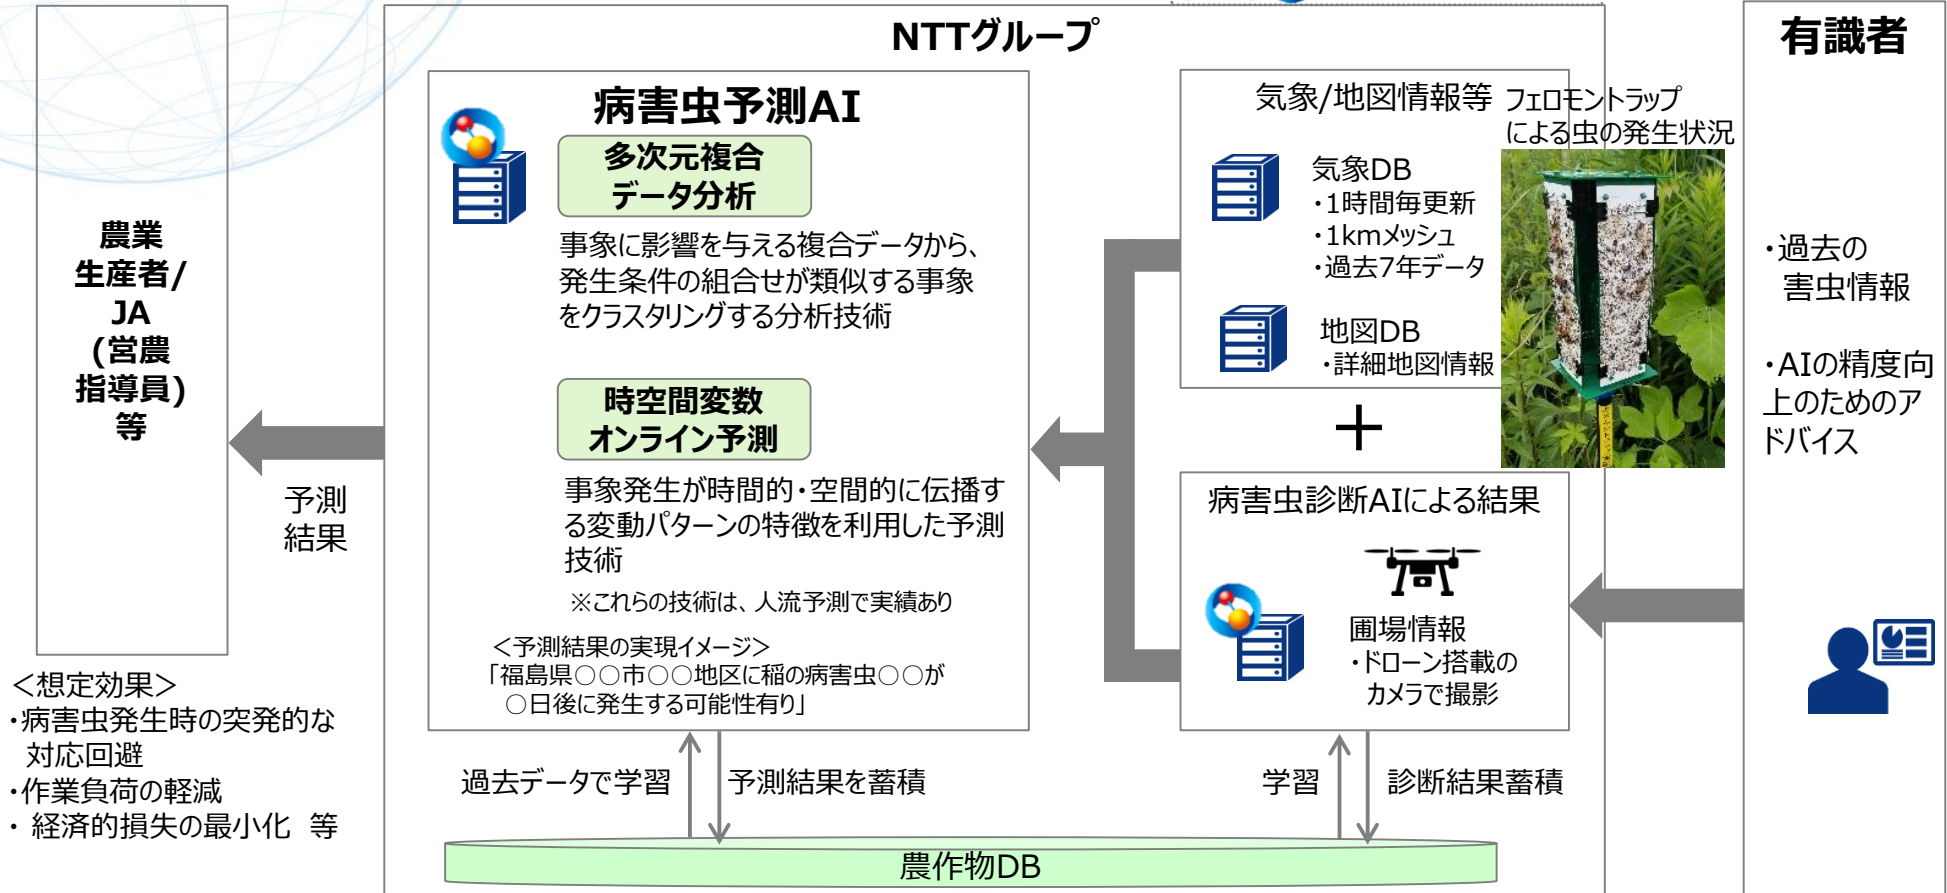 NTTグループ
農業
生産者/
JA
(営農
指導員)
等
予測
結果
＜想定効果＞
・病害虫発生時の突発的な
対応回避
・作業負荷の軽減
・ 経済的損失の最小化　等
病害虫予測AI
多次元複合
データ分析
事象に影響を与える複合データから、
発生条件の組合せが類似する事象
をクラスタリングする分析技術
時空間変数
オンライン予測
事象発生が時間的・空間的に伝播す
る変動パターンの特徴を利用した予測
技術
※これらの技術は、人流予測で実績あり
＜予測結果の実現イメージ＞
「福島県○○市○○地区に稲の病害虫○○が
○日後に発生する可能性有り」
過去データで学習
予測結果を蓄積
気象/地図情報等
気象DB
・1時間毎更新
・1kmメッシュ
・過去7年データ
地図DB
・詳細地図情報
フェロモントラップ
による虫の発生状況
＋
病害虫診断AIによる結果
圃場情報
・ドローン搭載の
カメラで撮影
学習
診断結果蓄積
農作物DB
有識者
・過去の
害虫情報
・AIの精度向
上のためのア
ドバイス